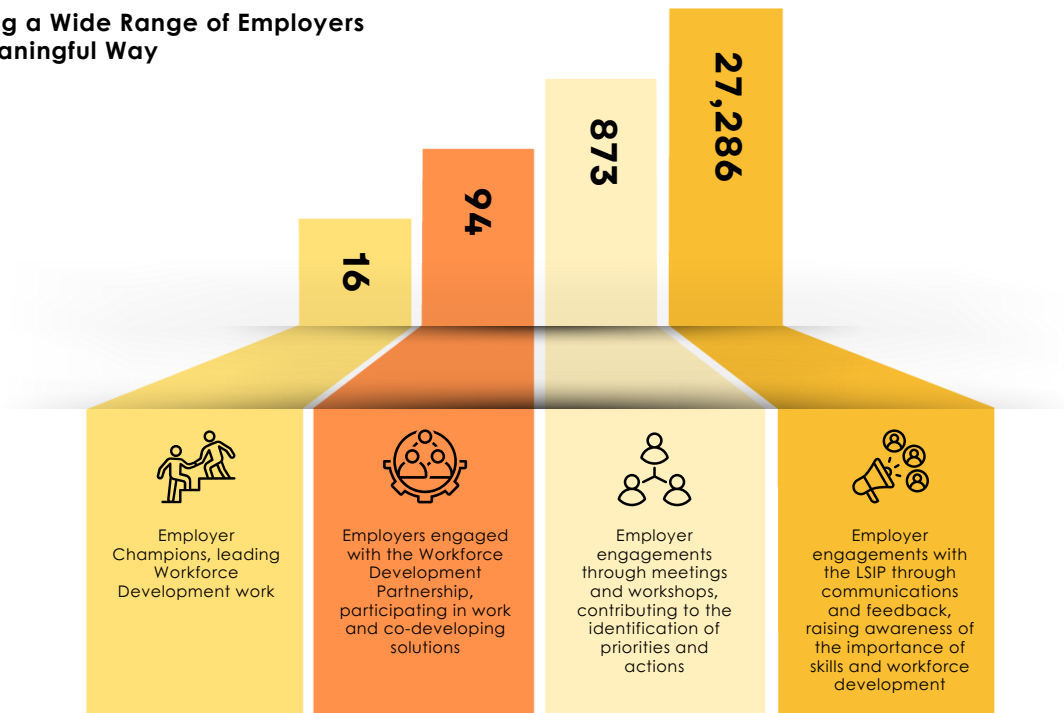 g a Wide Range of Employers
aningful Way
16
94
873
27,286
Employer
Champions, leading
Workforce
Development work
Employers engaged
with the Workforce
Development
Partnership,
participating in work
and co-developing
solutions
Employer
engagements
through meetings
and workshops,
contributing to the
identification of
priorities and
actions
Employer
engagements with
the LSIP through
communications
and feedback,
raising awareness of
the importance of
skills and workforce
development